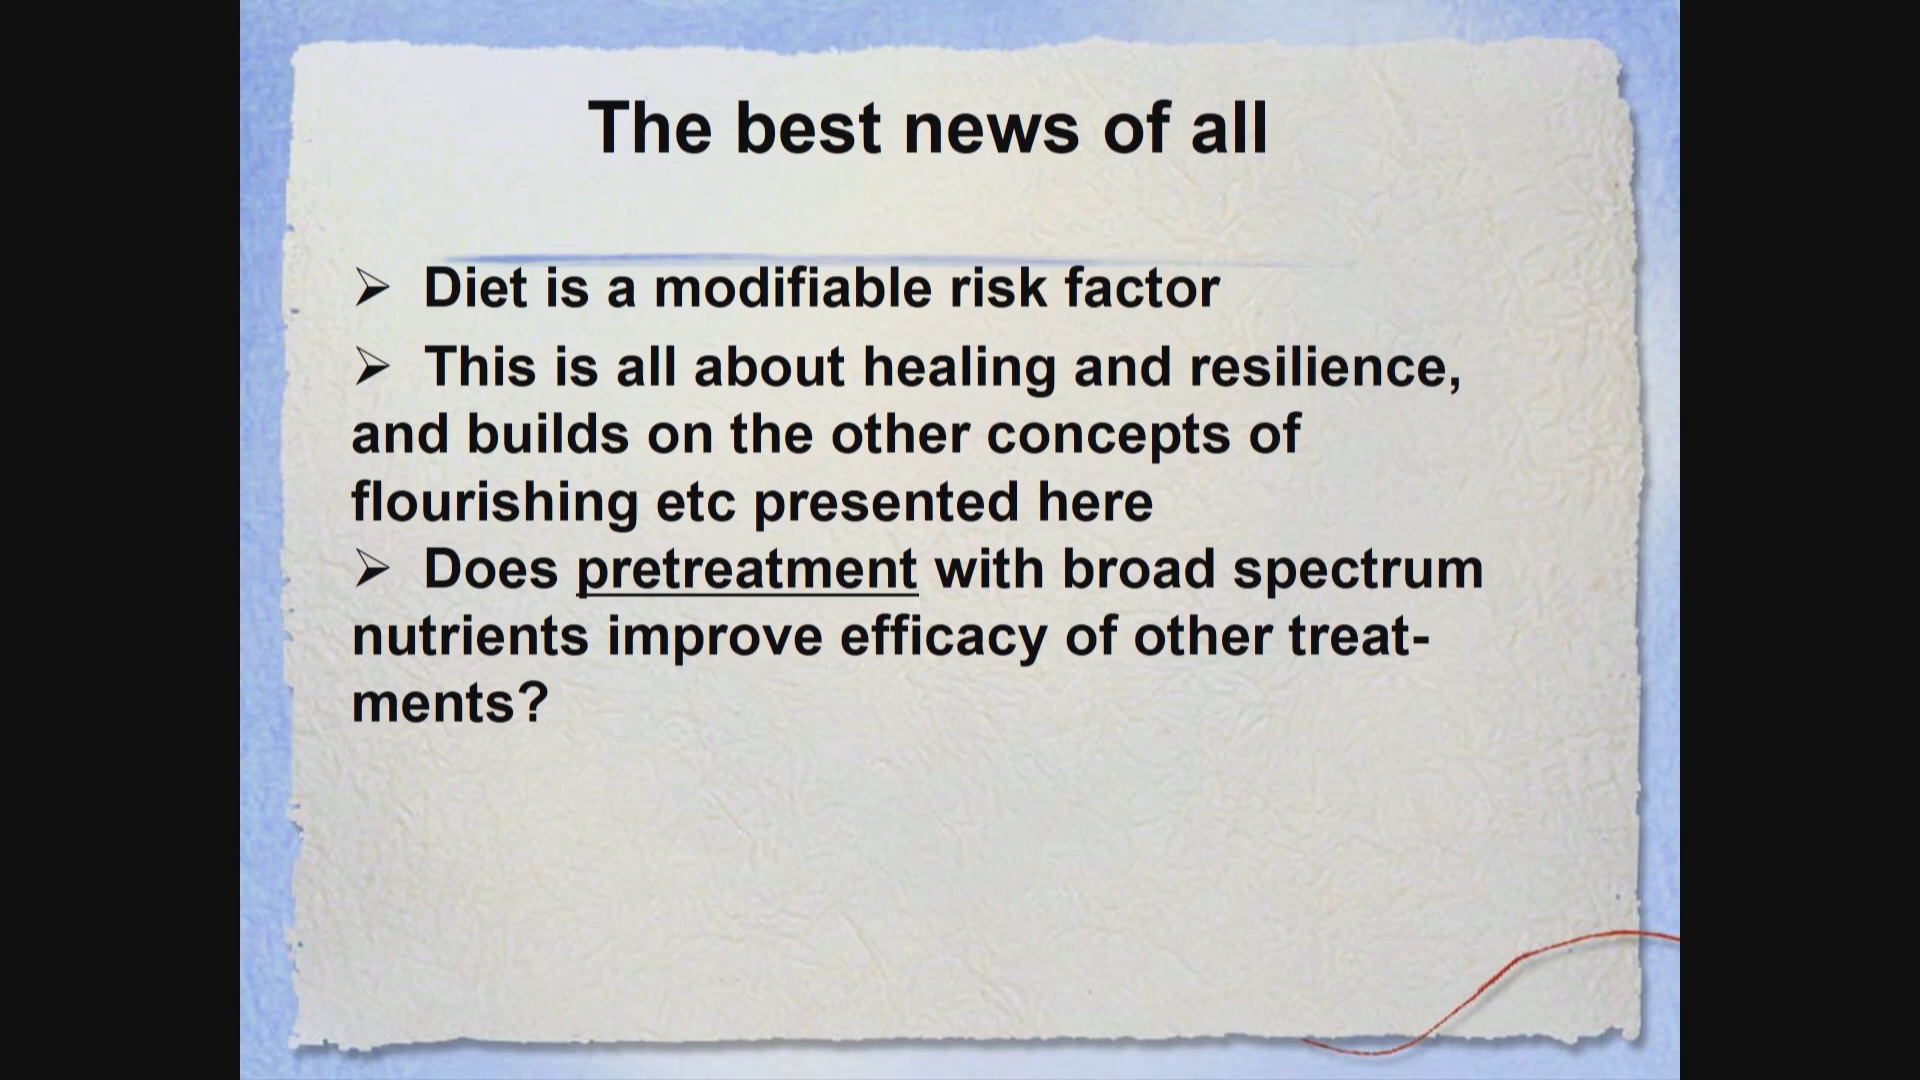 The best news of all
➢ Diet is a modifiable risk factor
➢ This is all about healing and resilience,
and builds on the other concepts of
flourishing etc presented here
➢ Does pretreatment with broad spectrum
nutrients improve efficacy of other treat-
ments?